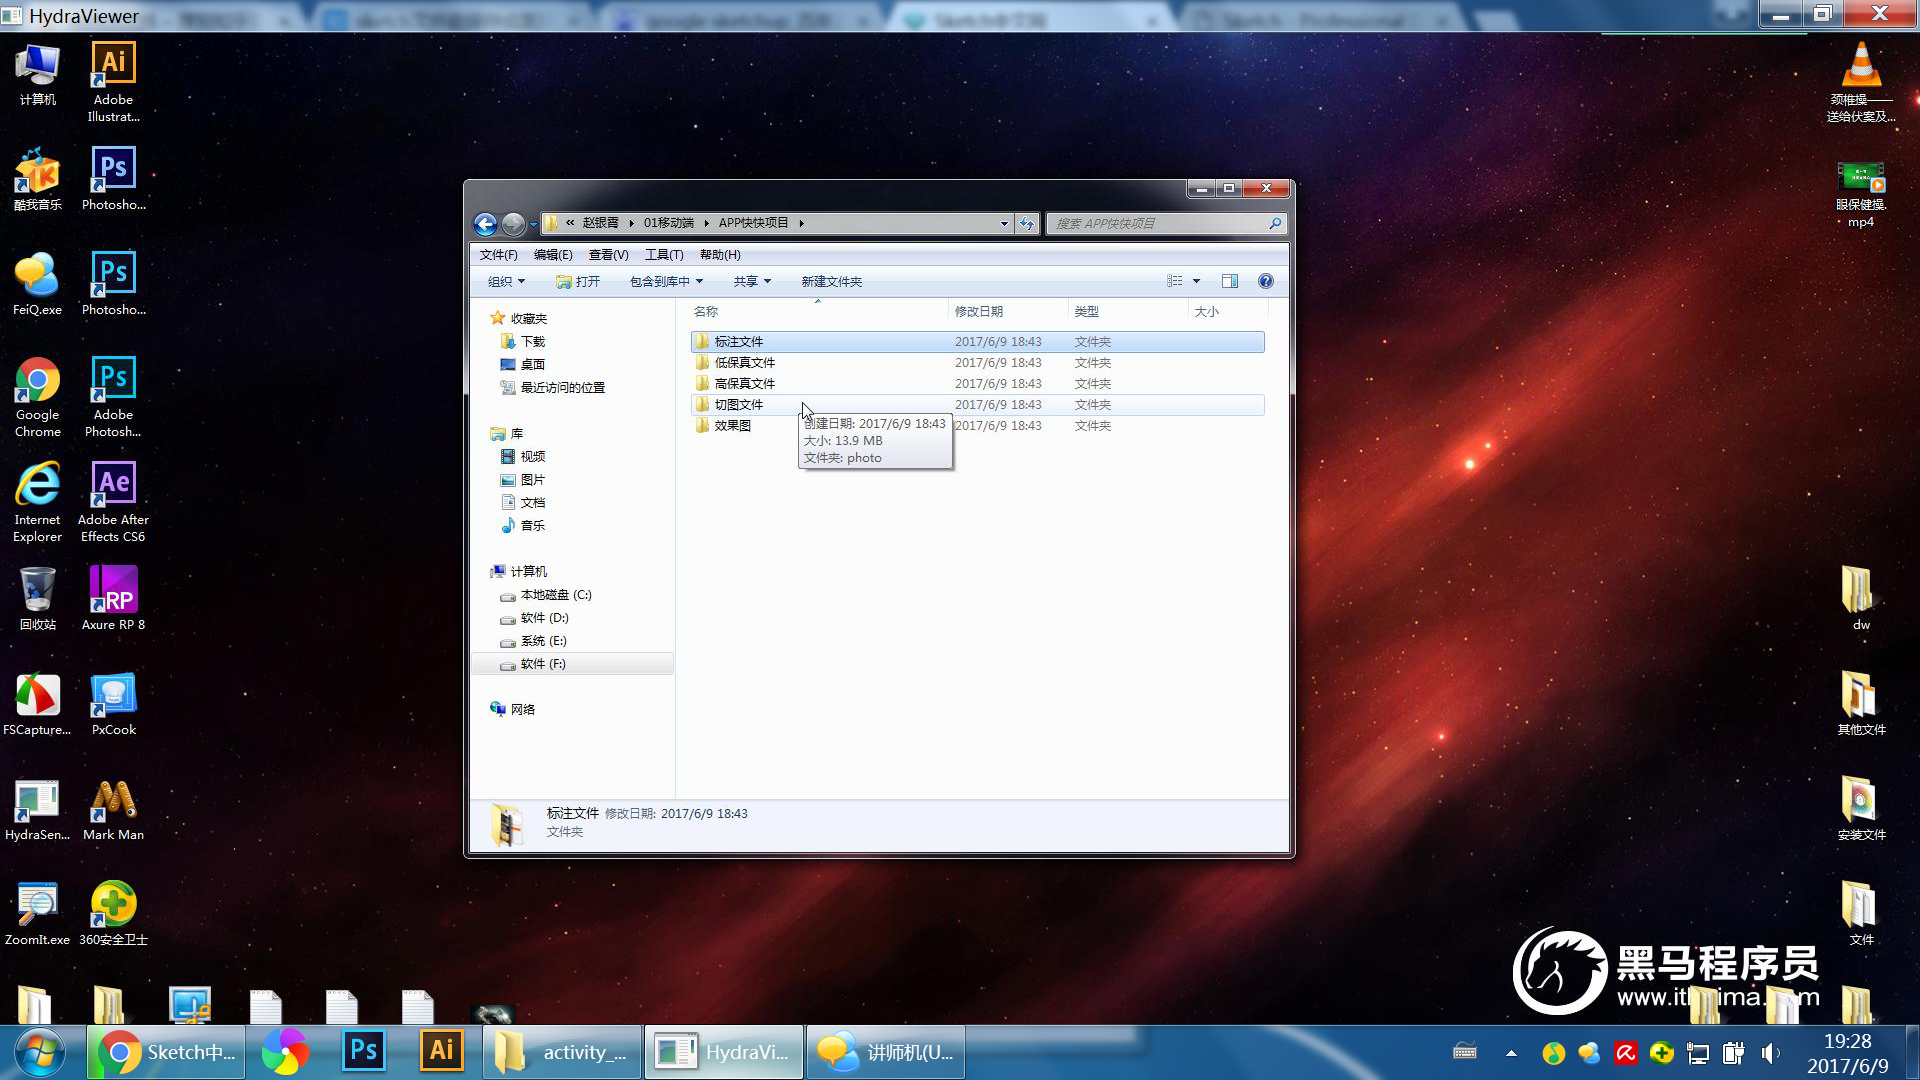 HydraViewer
计算机
Adobe
Illustrat...
酷我音乐
Photosho...
FeiQ.exe
Photosho...
Google
Chrome
Adobe
Photosh...
Internet
Explorer
Adobe After
Effects CS6
回收站
Axure RP 8
FSCapture...
PxCook
HydraSen...
Mark Man
ZoomIt.exe
360安全卫士
« 赵银霄 ▸ 01移动端 ▸ APP快快项目 ▸
搜索 APP快快项目
文件(F) 编辑(E) 查看(V) 工具(T) 帮助(H)
组织 打开 包含到库中 共享 新建文件夹
收藏夹
下载
桌面
最近访问的位置
库
视频
图片
文档
音乐
计算机
本地磁盘 (C:)
软件 (D:)
系统 (E:)
软件 (F:)
网络
名称 修改日期 类型 大小
标注文件 2017/6/9 18:43 文件夹
低保真文件 2017/6/9 18:43 文件夹
高保真文件 2017/6/9 18:43 文件夹
切图文件 2017/6/9 18:43 文件夹
效果图 2017/6/9 18:43 文件夹
创建日期: 2017/6/9 18:43
大小: 13.9 MB
文件夹: photo
标注文件 修改日期: 2017/6/9 18:43
文件夹
颈椎操——
送给伏案及...
眼保健操.
mp4
dw
其他文件
安装文件
文件
黑马程序员
Sketch中...
Ps
Ai
activity_...
HydraVi...
讲师机(U...
19:28
2017/6/9